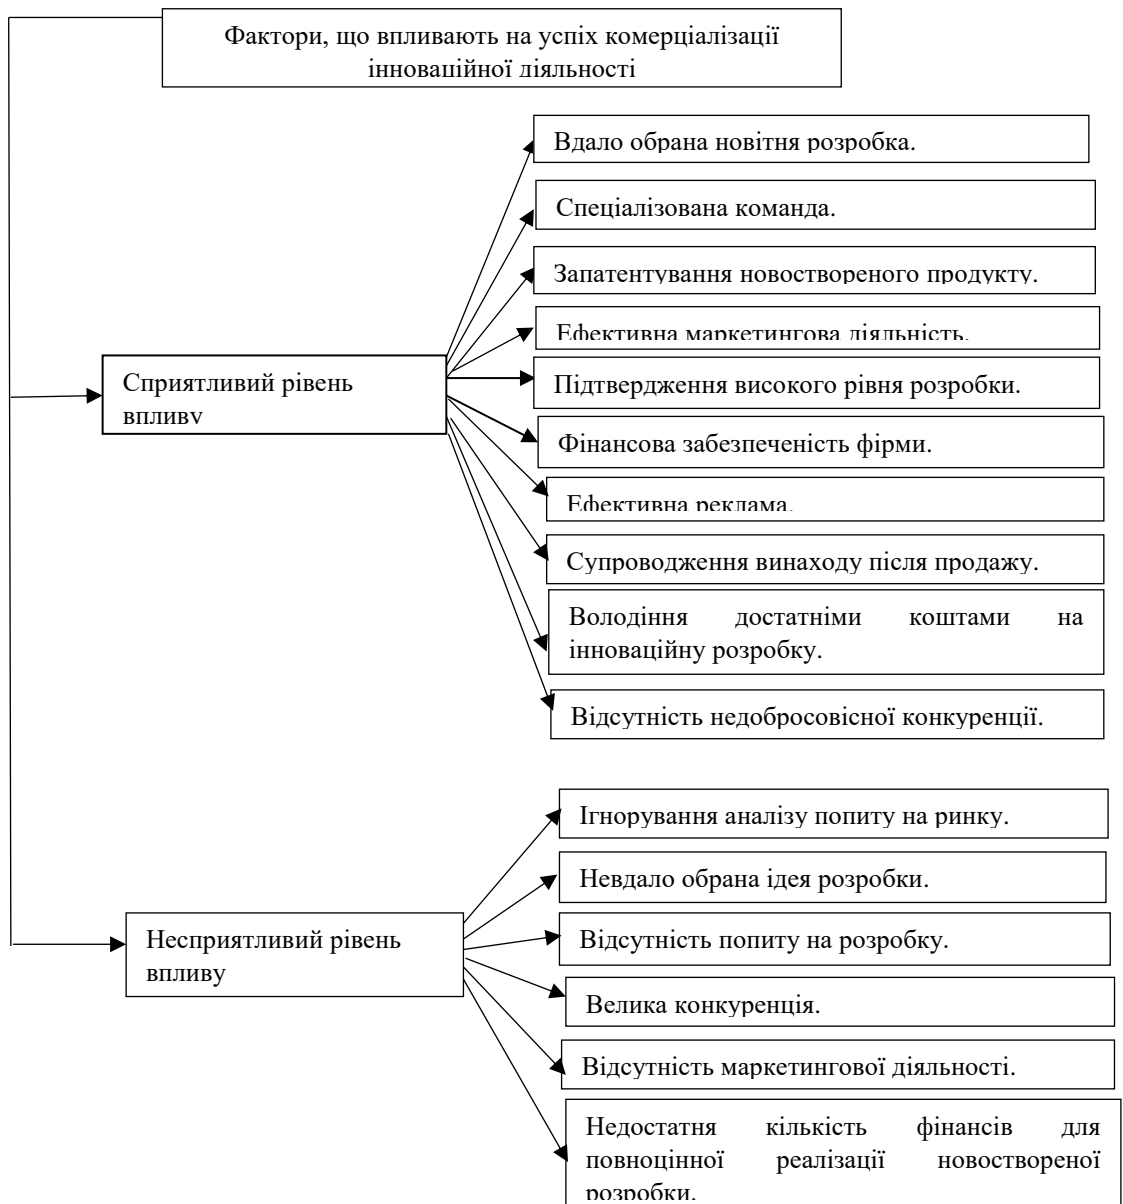 Фактори, що впливають на успіх комерціалізації
інноваційної діяльності
Вдало обрана новітня розробка.
Спеціалізована команда.
Запатентування новоствореного продукту.
Ефективна маркетингова діяльність.
Сприятливий рівень
впливу
Підтвердження високого рівня розробки.
Фінансова забезпеченість фірми.
Ефективна реклама.
Супроводження винаходу після продажу.
Володіння достатніми коштами на
інноваційну розробку.
Відсутність недобросовісної конкуренції.
Ігнорування аналізу попиту на ринку.
Невдало обрана ідея розробки.
Несприятливий рівень
впливу
Відсутність попиту на розробку.
Велика конкуренція.
Відсутність маркетингової діяльності.
Недостатня кількість фінансів для
повноцінної реалізації новоствореної
розробки.